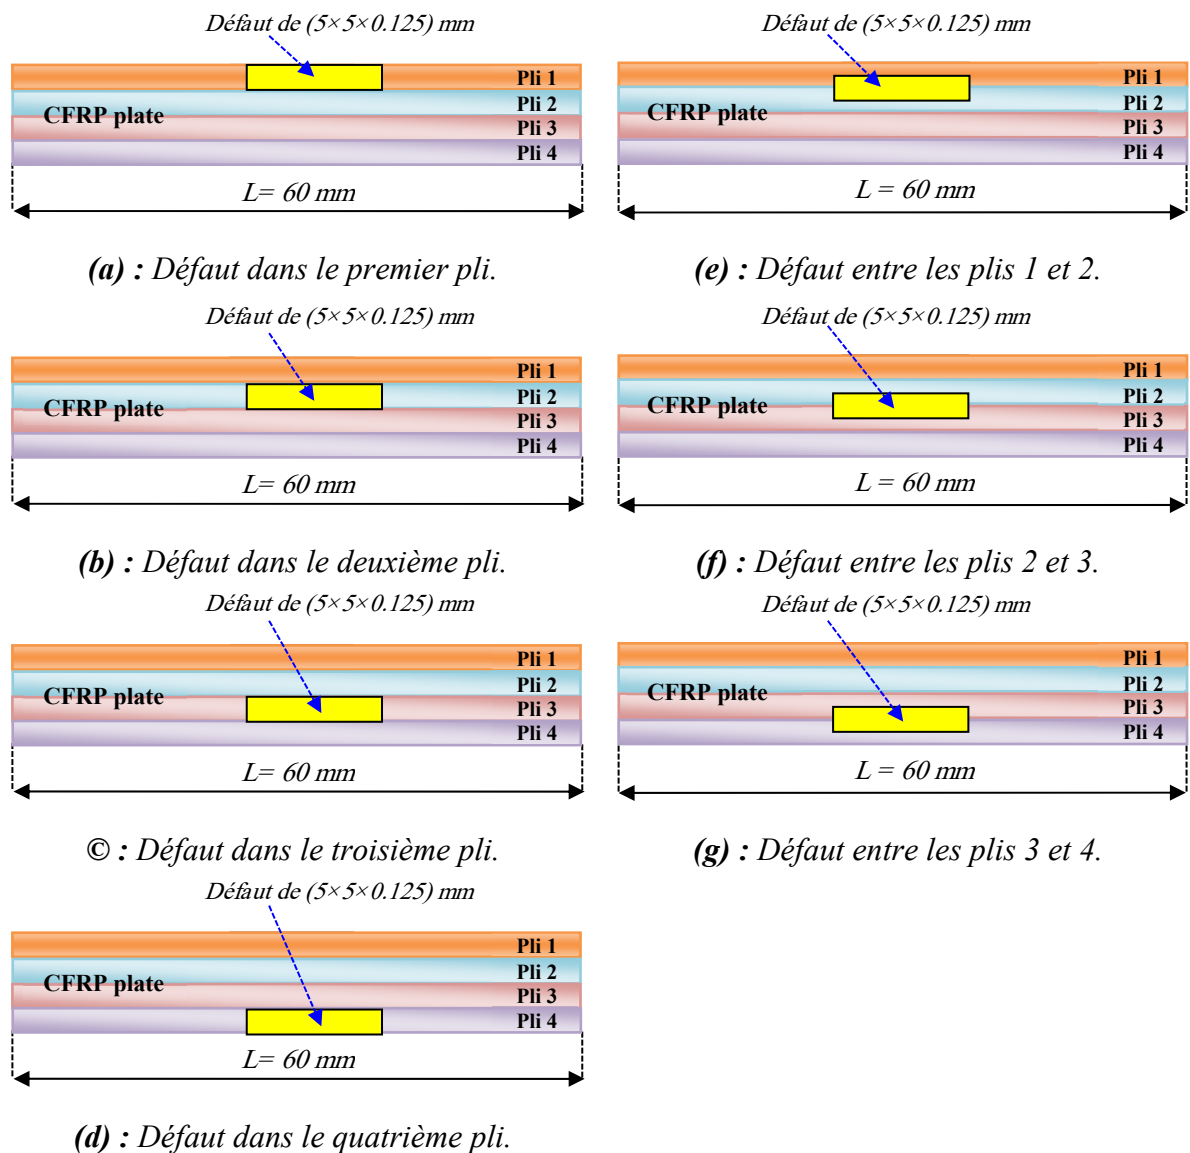 Défaut de (5×5×0.125) mm
Pli 1
Pli 2
CFRP plate
Pli 3
Pli 4
L= 60 mm
(a) : Défaut dans le premier pli.
Défaut de (5×5×0.125) mm
Pli 1
Pli 2
CFRP plate
Pli 3
Pli 4
L = 60 mm
(e) : Défaut entre les plis 1 et 2.
Défaut de (5×5×0.125) mm
Pli 1
Pli 2
CFRP plate
Pli 3
Pli 4
L= 60 mm
(b) : Défaut dans le deuxième pli.
Défaut de (5×5×0.125) mm
Pli 1
Pli 2
CFRP plate
Pli 3
Pli 4
L = 60 mm
(f) : Défaut entre les plis 2 et 3.
Défaut de (5×5×0.125) mm
Pli 1
Pli 2
CFRP plate
Pli 3
Pli 4
L= 60 mm
© : Défaut dans le troisième pli.
Défaut de (5×5×0.125) mm
Pli 1
Pli 2
CFRP plate
Pli 3
Pli 4
L = 60 mm
(g) : Défaut entre les plis 3 et 4.
Défaut de (5×5×0.125) mm
Pli 1
Pli 2
CFRP plate
Pli 3
Pli 4
L= 60 mm
(d) : Défaut dans le quatrième pli.